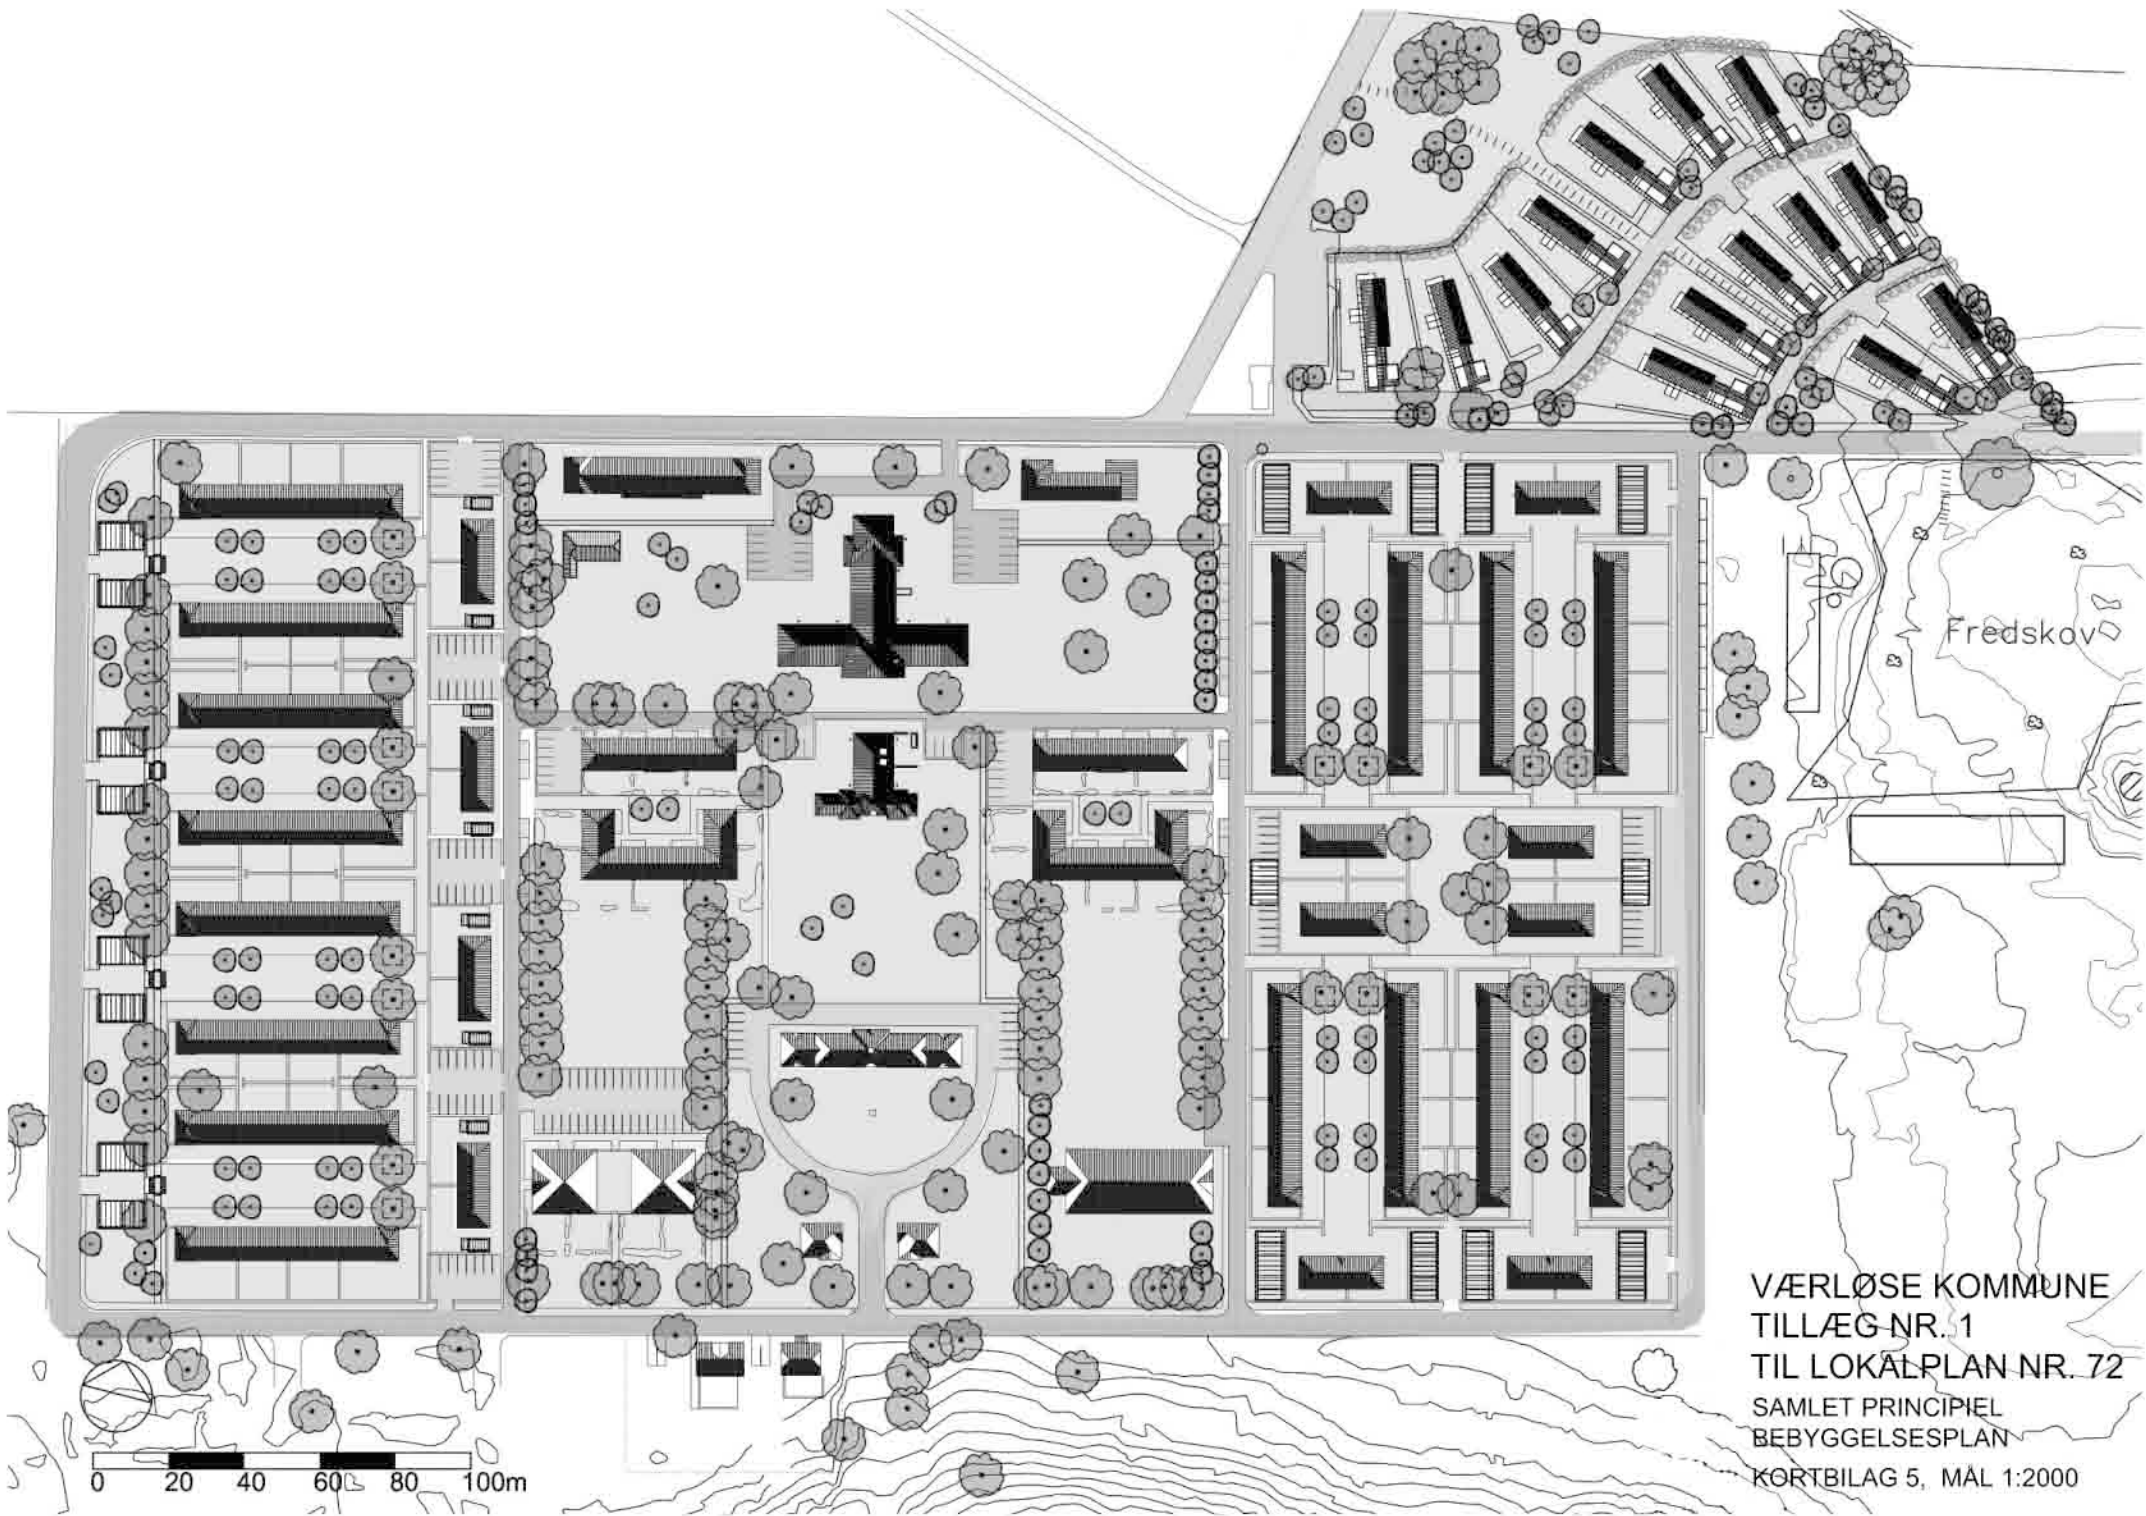 Fredskov
VÆRLØSE KOMMUNE
TILLÆG NR. 1
TIL LOKALPLAN NR. 72
SAMLET PRINCIPIEL
BEBYGGELSESPLAN
KORTBILAG 5, MÅL 1:2000
0 20 40 60 80 100m